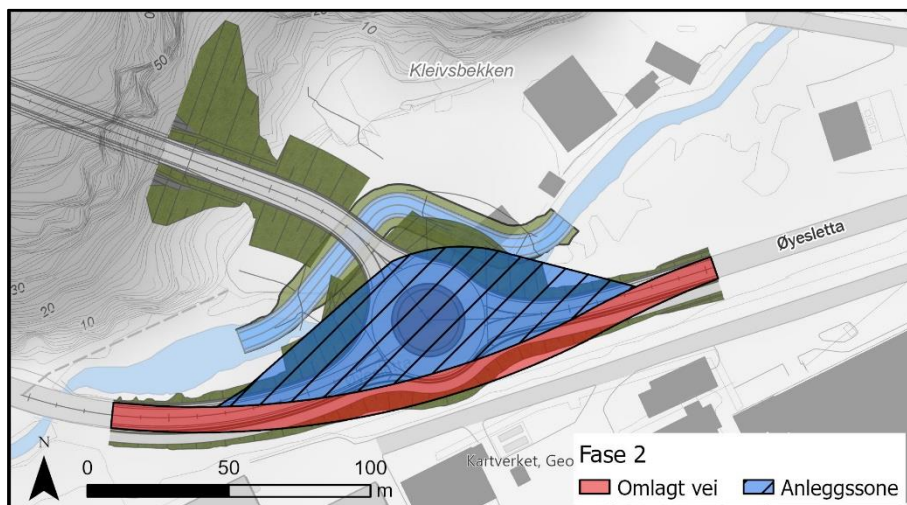 10
50
Kleivsbekken
Øyesletta
30
20
10
N
0 50 100
m
Kartverket, Geo
Fase 2
Omlagt vei
Anleggssone